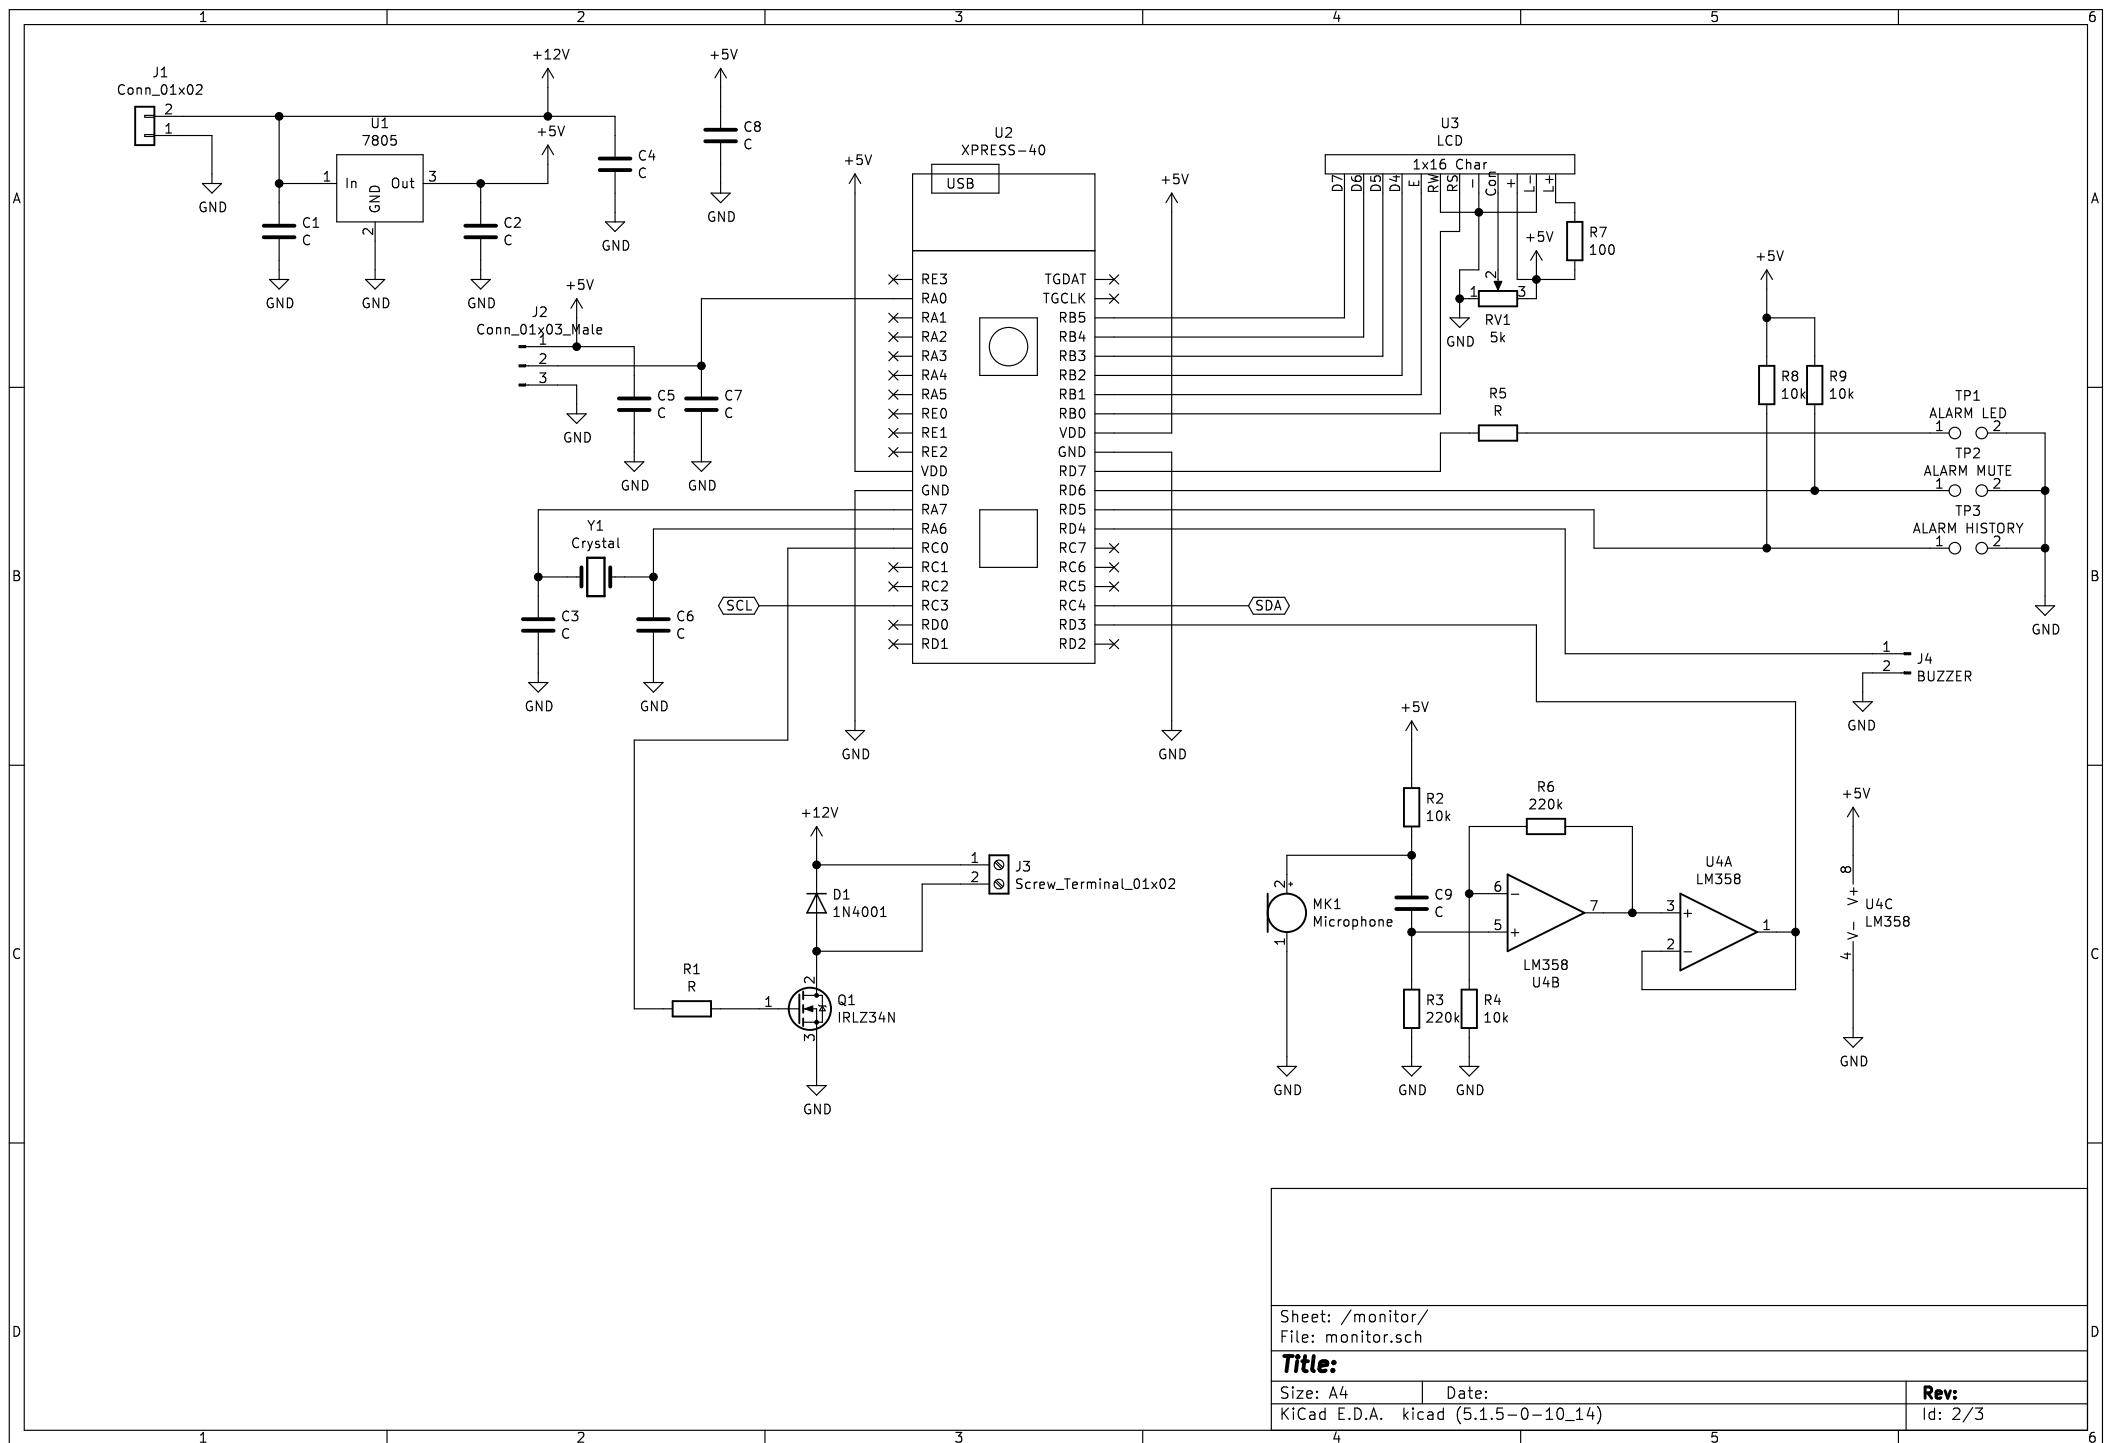 1 2 3 4 5 6
A
B
C
D
A
B
C
D
J1
Conn_01x02
2
1
GND
+12V
U1
7805
+5V
1 In Out 3
GND
2
C1
C
GND
GND
C2
C
GND
C4
C
GND
+5V
C8
C
GND
+5V
J2
Conn_01x03_Male
1
2
3
GND
C5
C
GND
C7
C
GND
Y1
Crystal
C3
C
GND
C6
C
GND
+5V
U2
XPRESS-40
USB
RE3
RA0
RA1
RA2
RA3
RA4
RA5
RE0
RE1
RE2
VDD
GND
RA7
RA6
RC0
RC1
RC2
RC3
RD0
RD1
TGDAT
TGCLK
RB5
RB4
RB3
RB2
RB1
RB0
VDD
GND
RD7
RD6
RD5
RD4
RC7
RC6
RC5
RC4
RD3
RD2
SCL
SDA
GND
+5V
GND
U3
LCD
1x16 Char
D7 D6 D5 D4 E RW RS - Con + L- L+
R7
100
+5V
1 2 3
RV1
5k
GND
R5
R
+5V
R8
10k
R9
10k
TP1
ALARM LED
1 2
TP2
ALARM MUTE
1 2
TP3
ALARM HISTORY
1 2
GND
1
2
J4
BUZZER
GND
+12V
D1
1N4001
1
2
J3
Screw_Terminal_01x02
R1
R
1
2
3
Q1
IRLZ34N
GND
+5V
R2
10k
2
+
MK1
Microphone
1
GND
C9
C
R3
220k
GND
R4
10k
GND
R6
220k
6 -
5 +
7
LM358
U4B
U4A
LM358
3 +
2 -
1
+5V
8
V+
U4C
LM358
V-
4
GND
Sheet: /monitor/
File: monitor.sch
Title:
Size: A4 Date: Rev:
KiCad E.D.A. kicad (5.1.5-0-10_14) Id: 2/3
1 2 3 4 5 6